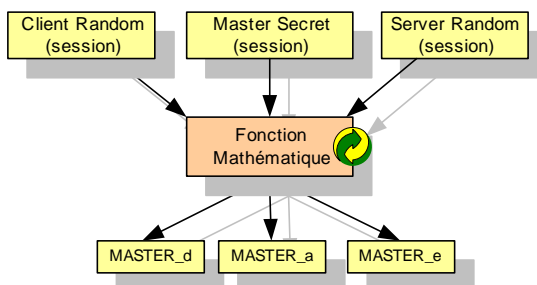 Client Random
(session)
Master Secret
(session)
Server Random
(session)
Fonction
Mathématique
MASTER_d
MASTER_a
MASTER_e